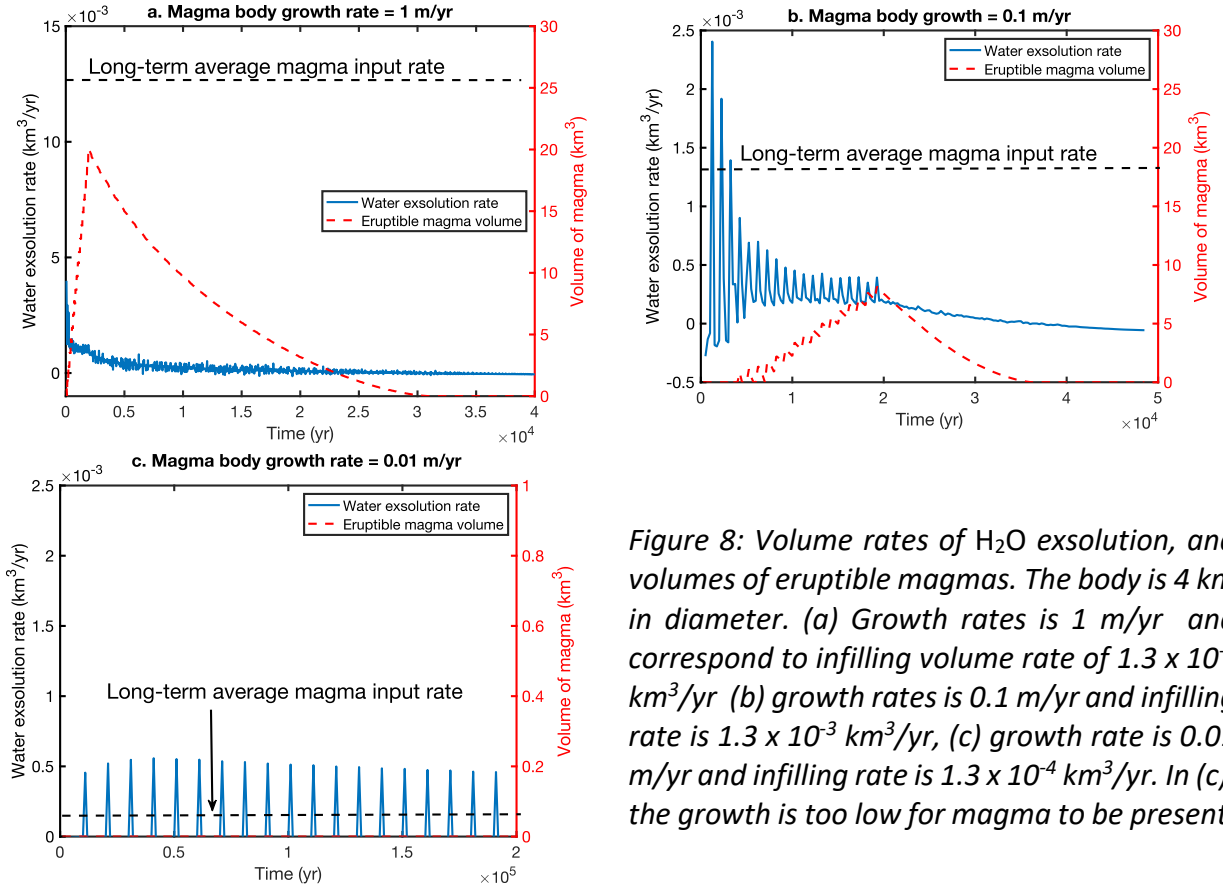 a. Magma body growth rate = 1 m/yr
×10⁻³
15
10
5
0
Water exsolution rate (km³/yr)
30
25
20
15
10
5
0
Volume of magma (km³)
Long-term average magma input rate
Water exsolution rate
Eruptible magma volume
0 0.5 1 1.5 2 2.5 3 3.5 4
Time (yr)
×10⁴
b. Magma body growth = 0.1 m/yr
×10⁻³
2.5
2
1.5
1
0.5
0
-0.5
Water exsolution rate (km³/yr)
30
25
20
15
10
5
0
Volume of magma (km³)
Water exsolution rate
Eruptible magma volume
Long-term average magma input rate
0 1 2 3 4 5
Time (yr)
×10⁴
c. Magma body growth rate = 0.01 m/yr
×10⁻³
2.5
2
1.5
1
0.5
0
Water exsolution rate (km³/yr)
1
0.8
0.6
0.4
0.2
0
Volume of magma (km³)
Water exsolution rate
Eruptible magma volume
Long-term average magma input rate
0 0.5 1 1.5 2
Time (yr)
×10⁵
Figure 8: Volume rates of H₂O exsolution, and
volumes of eruptible magmas. The body is 4 km
in diameter. (a) Growth rates is 1 m/yr and
correspond to infilling volume rate of 1.3 x 10⁻
km³/yr (b) growth rates is 0.1 m/yr and infilling
rate is 1.3 x 10⁻³ km³/yr, (c) growth rate is 0.0
m/yr and infilling rate is 1.3 x 10⁻⁴ km³/yr. In (c)
the growth is too low for magma to be present